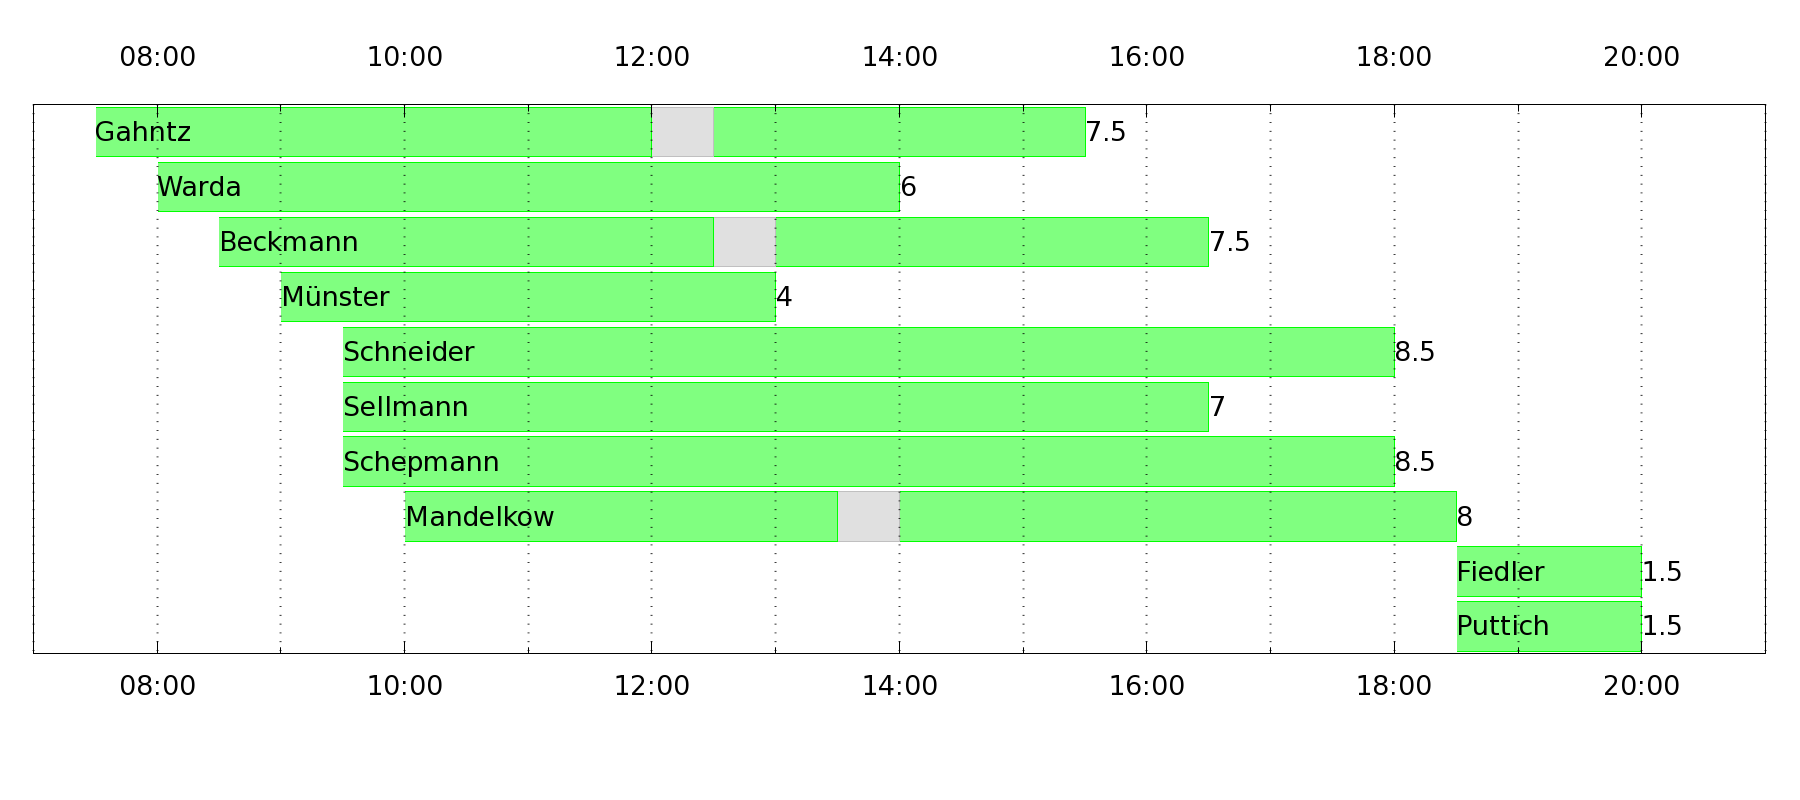 08:00 10:00 12:00 14:00 16:00 18:00 20:00
Gahntz 7.5
Warda 6
Beckmann 7.5
Münster 4
Schneider 8.5
Sellmann 7
Schepmann 8.5
Mandelkow 8
Fiedler 1.5
Puttich 1.5
08:00 10:00 12:00 14:00 16:00 18:00 20:00